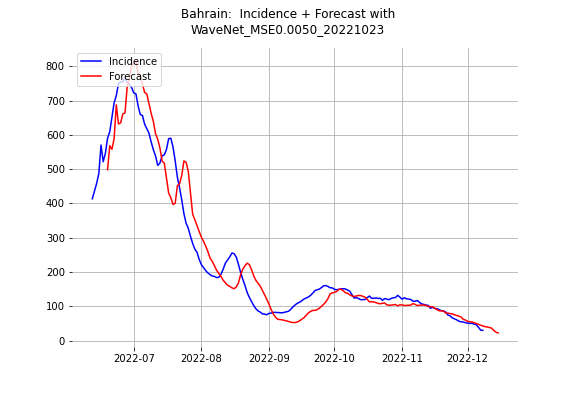 Bahrain:  Incidence + Forecast with
WaveNet_MSE0.0050_20221023
Incidence
Forecast
800
700
600
500
400
300
200
100
0
2022-07 2022-08 2022-09 2022-10 2022-11 2022-12